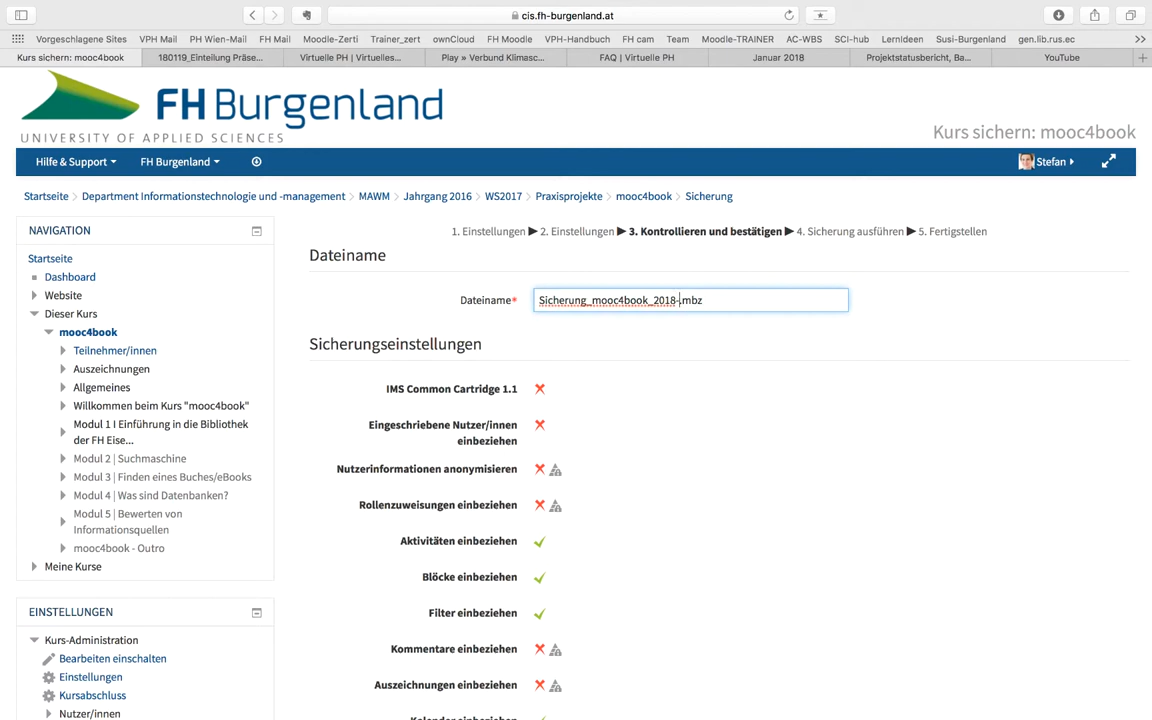 cis.fh-burgenland.at
Vorgeschlagene Sites VPH Mail PH Wien-Mail FH Mail Moodle-Zerti Trainer_zert ownCloud FH Moodle VPH-Handbuch FH cam Team Moodle-TRAINER AC-WBS SCI-hub LernIdeen Susi-Burgenland gen.lib.rus.ec
Kurs sichern: mooc4book 180119_Einteilung Präse... Virtuelle PH | Virtuelles... Play » Verbund Klimasc... FAQ | Virtuelle PH Januar 2018 Projektstatusbericht, Ba... YouTube
FH Burgenland
UNIVERSITY OF APPLIED SCIENCES
Kurs sichern: mooc4book
Hilfe & Support FH Burgenland Stefan
Startseite Department Informationstechnologie und -management MAWM Jahrgang 2016 WS2017 Praxisprojekte mooc4book Sicherung
NAVIGATION
Startseite
Dashboard
Website
Dieser Kurs
mooc4book
Teilnehmer/innen
Auszeichnungen
Allgemeines
Willkommen beim Kurs "mooc4book"
Modul 1 I Einführung in die Bibliothek
der FH Eise...
Modul 2 | Suchmaschine
Modul 3 | Finden eines Buches/eBooks
Modul 4 | Was sind Datenbanken?
Modul 5 | Bewerten von
Informationsquellen
mooc4book - Outro
Meine Kurse
EINSTELLUNGEN
Kurs-Administration
Bearbeiten einschalten
Einstellungen
Kursabschluss
Nutzer/innen
1. Einstellungen ► 2. Einstellungen ► 3. Kontrollieren und bestätigen ► 4. Sicherung ausführen ► 5. Fertigstellen
Dateiname
Dateiname* Sicherung_mooc4book_2018-.mbz
Sicherungseinstellungen
IMS Common Cartridge 1.1
Eingeschriebene Nutzer/innen
einbeziehen
Nutzerinformationen anonymisieren
Rollenzuweisungen einbeziehen
Aktivitäten einbeziehen
Blöcke einbeziehen
Filter einbeziehen
Kommentare einbeziehen
Auszeichnungen einbeziehen
Kalender einbeziehen